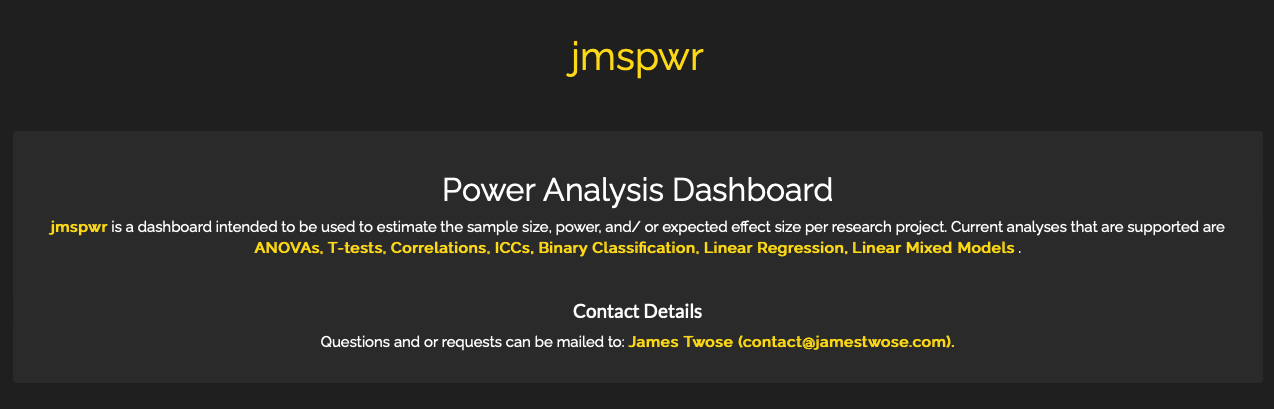 jmspwr
Power Analysis Dashboard
jmspwr is a dashboard intended to be used to estimate the sample size, power, and/ or expected effect size per research project. Current analyses that are supported are
ANOVAs, T-tests, Correlations, ICCs, Binary Classification, Linear Regression, Linear Mixed Models .
Contact Details
Questions and or requests can be mailed to: James Twose (contact@jamestwose.com).